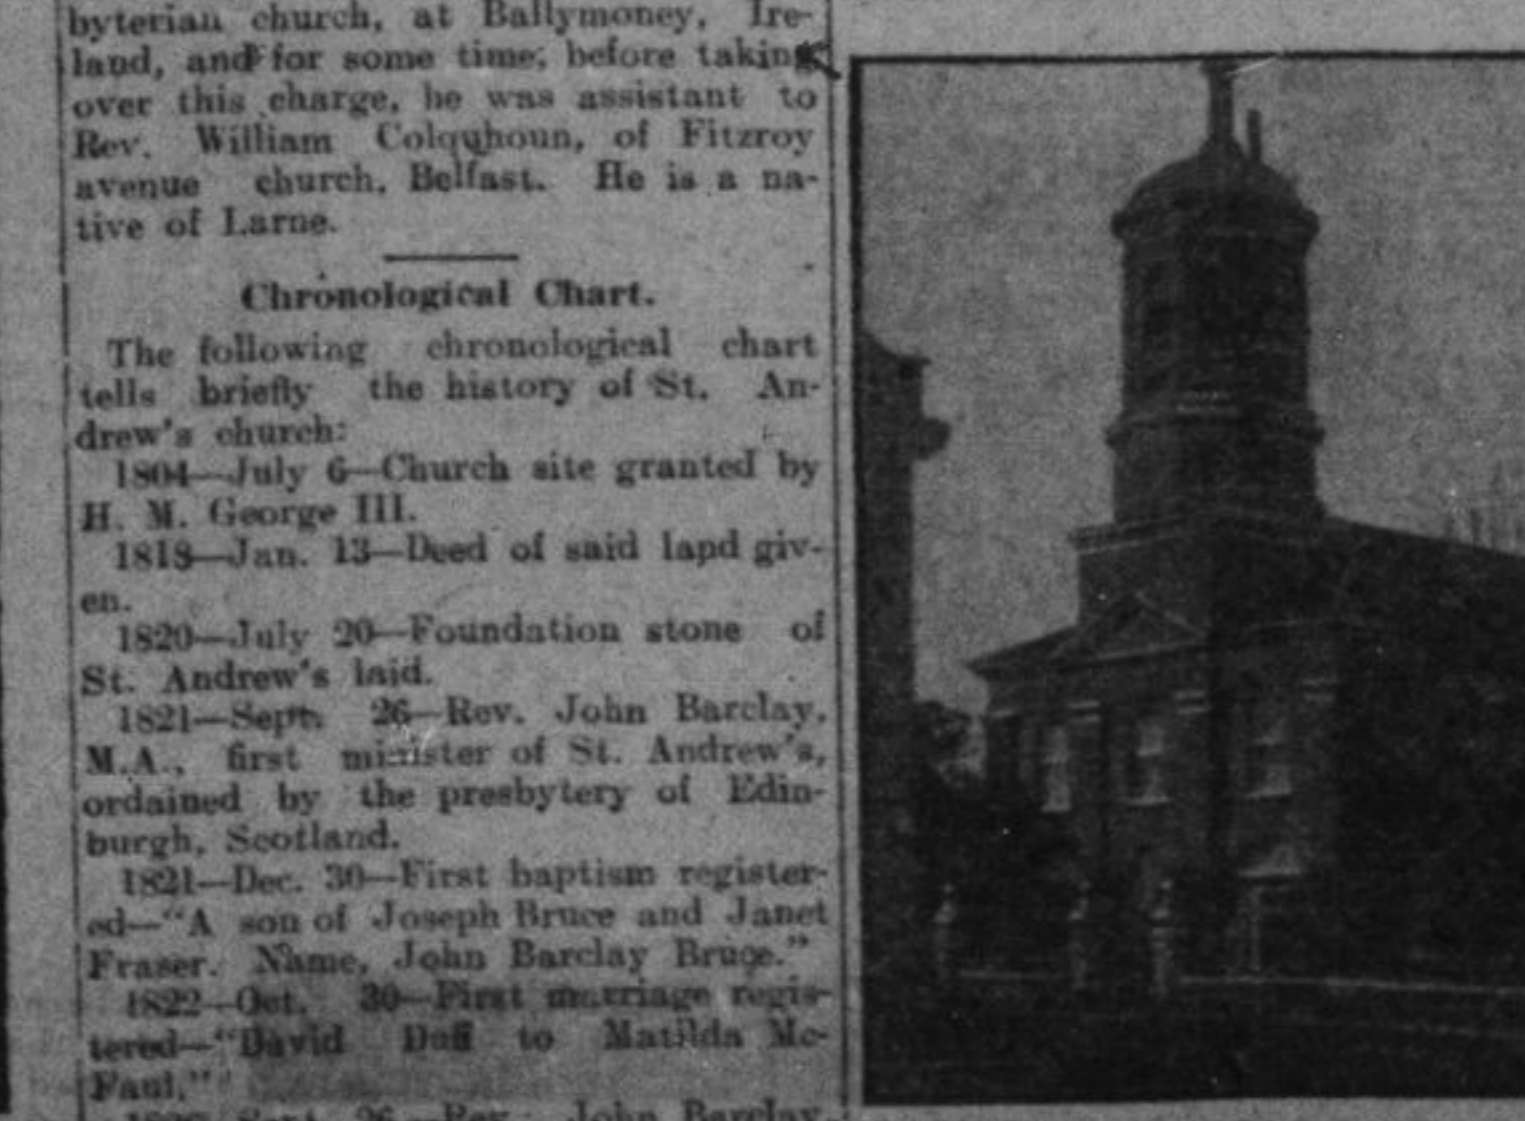 byterian church, at Ballymoney, Ire-
land, and for some time, before taking
over this charge, he was assistant to
Rev. William Colquhoun, of Fitzroy
avenue church, Belfast. He is a na-
tive of Larne.
Chronological Chart.
The following chronological chart
tells briefly the history of St. An-
drew's church:
1804—July 6—Church site granted by
H. M. George III.
1818—Jan. 13—Deed of said land giv-
en.
1820—July 20—Foundation stone of
St. Andrew's laid.
1821—Sept. 26—Rev. John Barclay,
M.A., first minister of St. Andrew's,
ordained by the presbytery of Edin-
burgh, Scotland.
1821—Dec. 30—First baptism register-
ed—"A son of Joseph Bruce and Janet
Fraser. Name, John Barclay Bruce."
1822—Oct. 30—First marriage regis-
tered—"David Duff to Matilda Mc-
Faul."
Sept. 26—Rev. John Barclay,